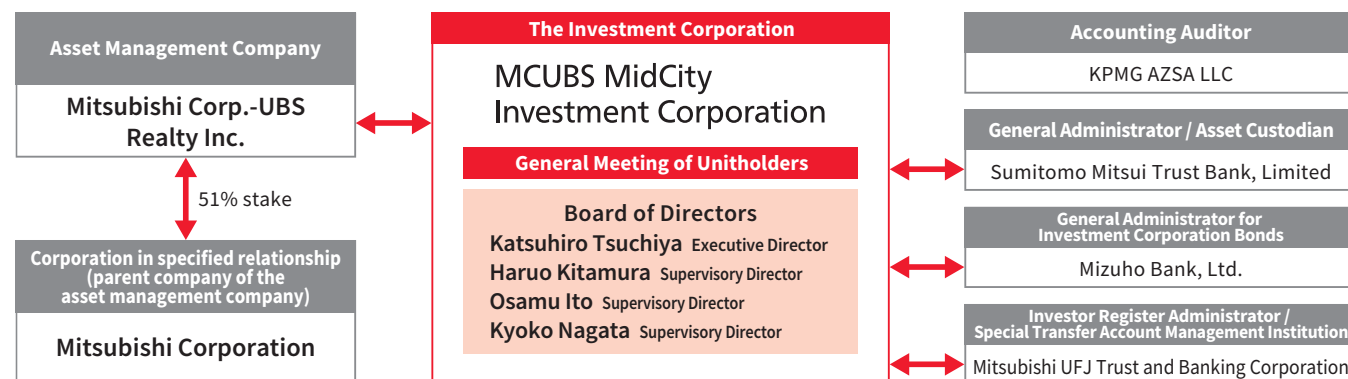 Asset Management Company
Mitsubishi Corp.-UBS
Realty Inc.
51% stake
Corporation in specified relationship
(parent company of the
asset management company)
Mitsubishi Corporation
The Investment Corporation
MCUBS MidCity
Investment Corporation
General Meeting of Unitholders
Board of Directors
Katsuhiro Tsuchiya Executive Director
Haruo Kitamura Supervisory Director
Osamu Ito Supervisory Director
Kyoko Nagata Supervisory Director
Accounting Auditor
KPMG AZSA LLC
General Administrator / Asset Custodian
Sumitomo Mitsui Trust Bank, Limited
General Administrator for
Investment Corporation Bonds
Mizuho Bank, Ltd.
Investor Register Administrator /
Special Transfer Account Management Institution
Mitsubishi UFJ Trust and Banking Corporation